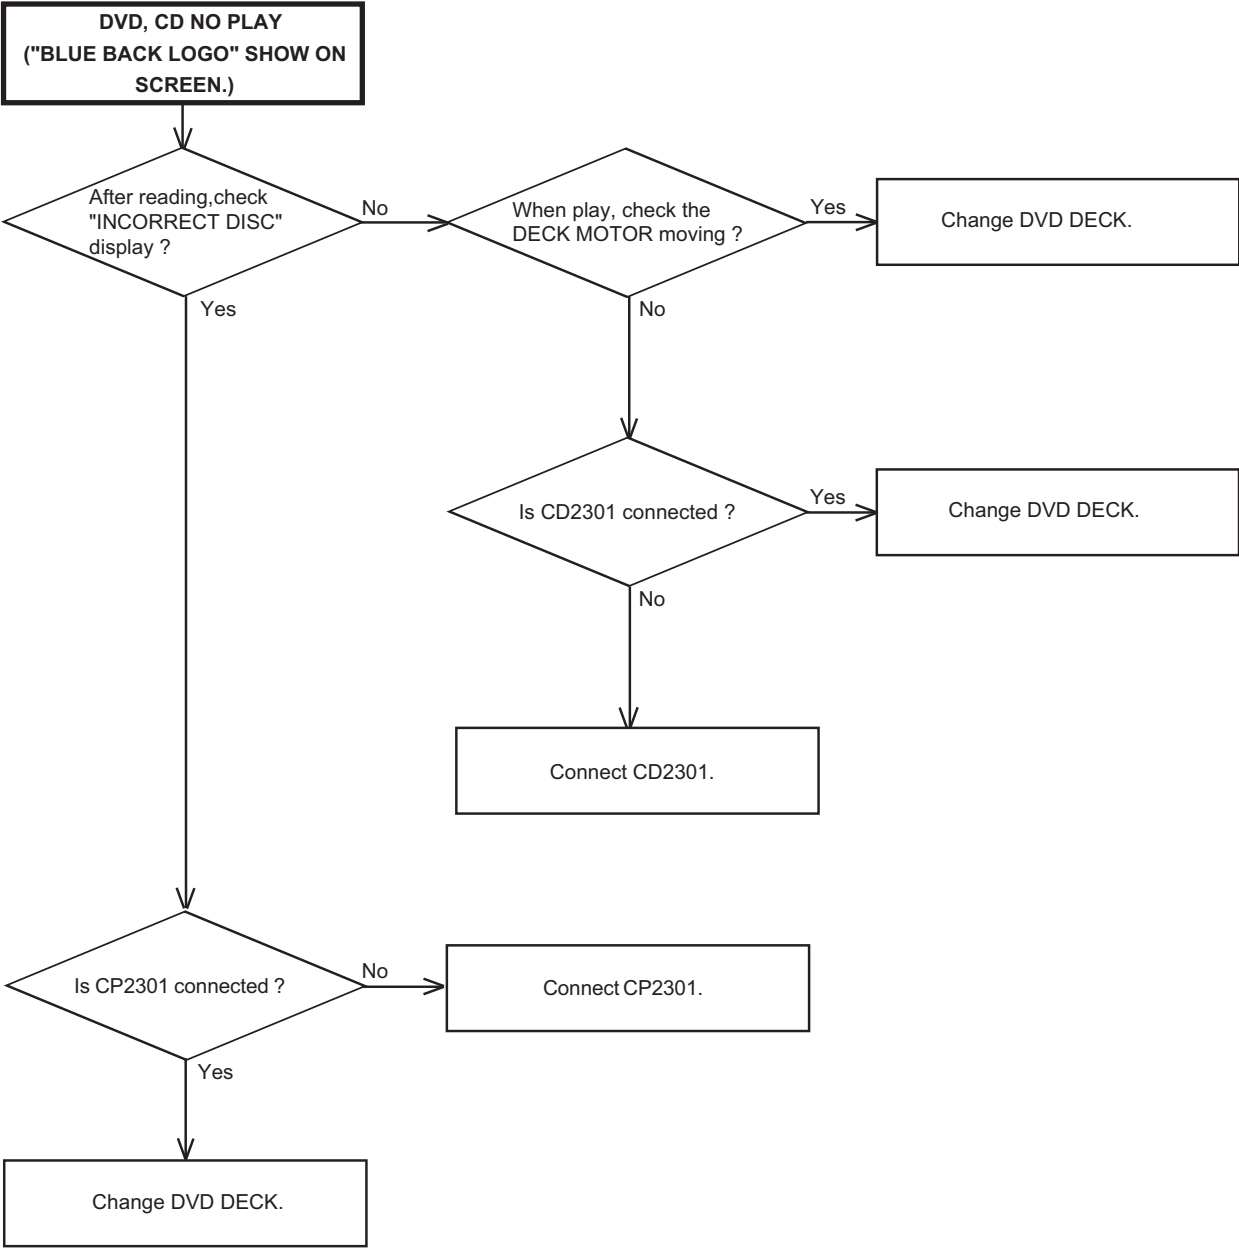 DVD, CD NO PLAY
("BLUE BACK LOGO" SHOW ON
SCREEN.)
After reading,check
"INCORRECT DISC"
display ?
No
When play, check the
DECK MOTOR moving ?
Yes
Change DVD DECK.
Yes
No
Is CD2301 connected ?
Yes
Change DVD DECK.
No
Connect CD2301.
Is CP2301 connected ?
No
Connect CP2301.
Yes
Change DVD DECK.